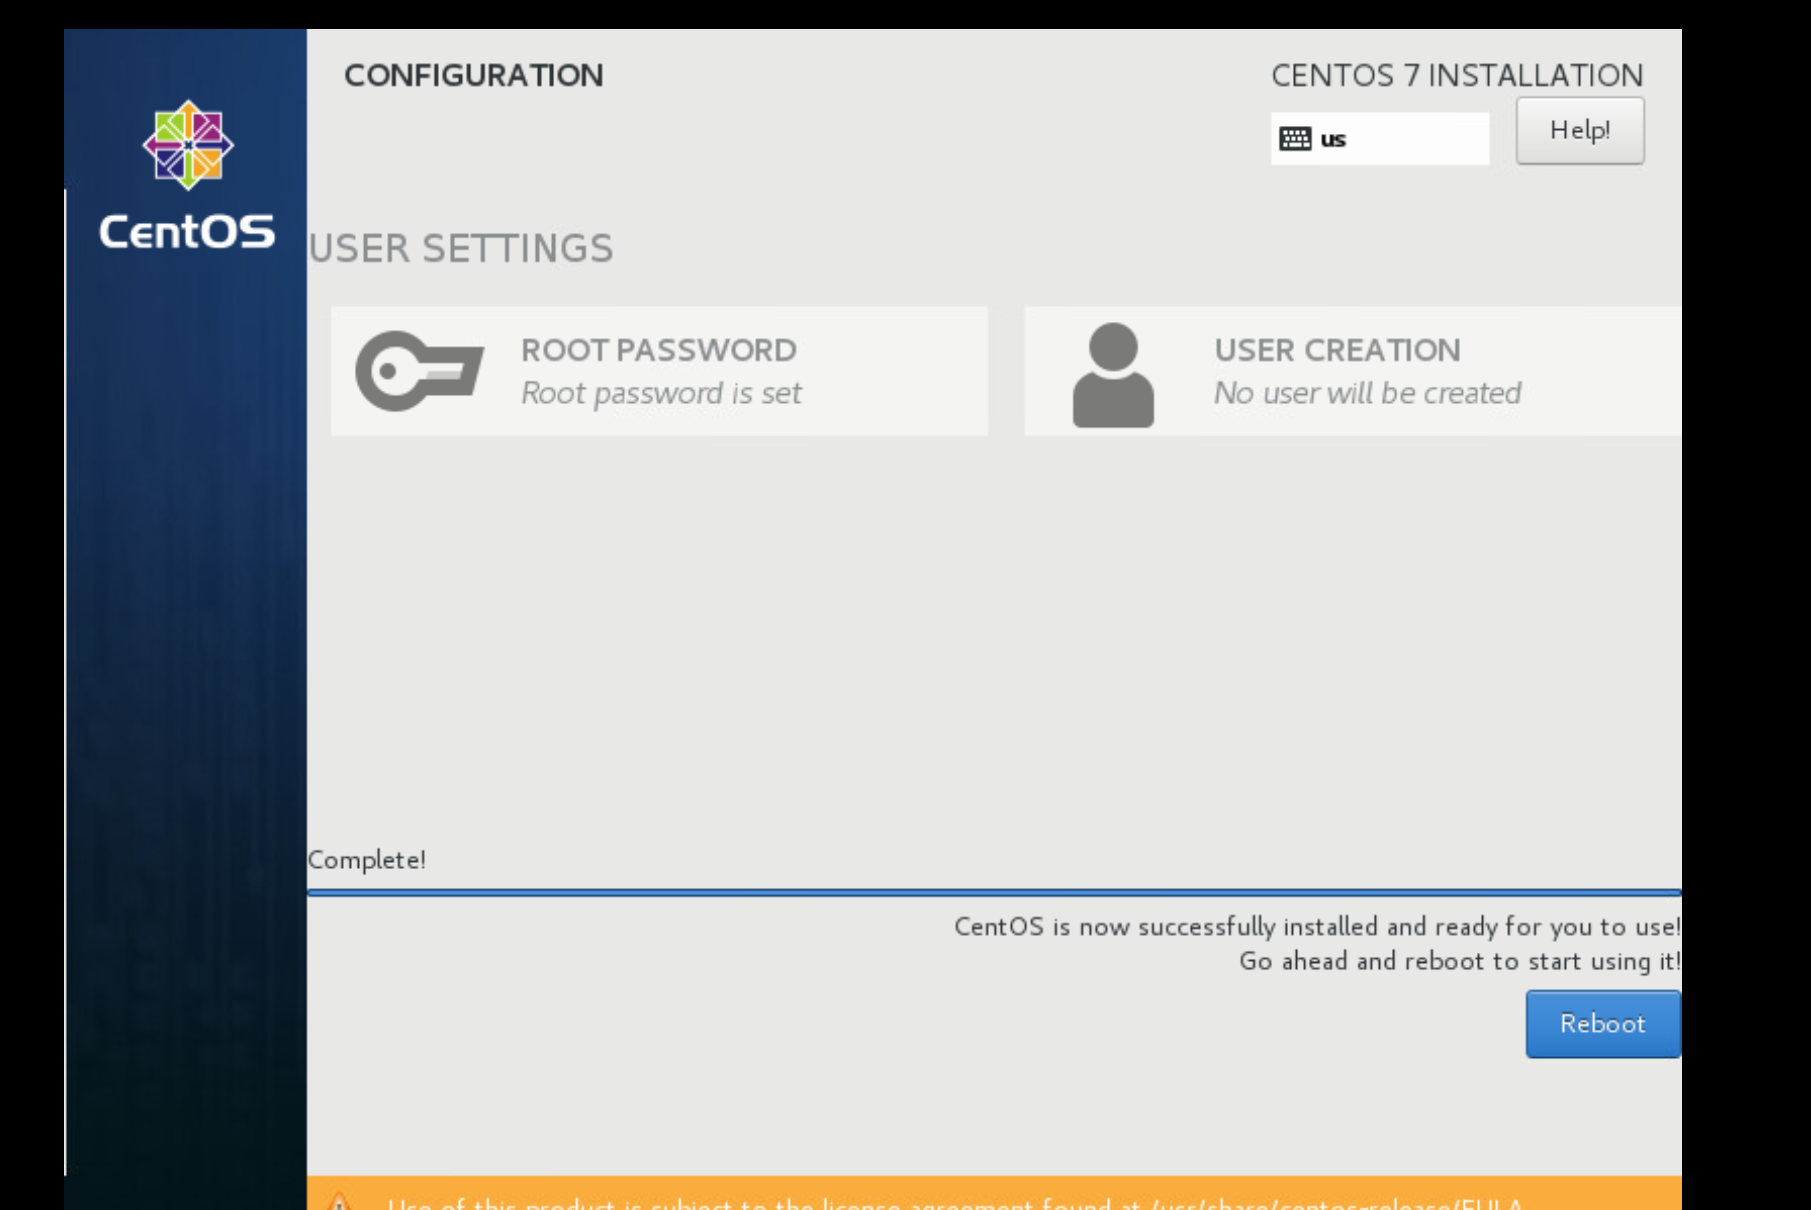 CONFIGURATION
CENTOS 7 INSTALLATION
us
Help!
CentOS
USER SETTINGS
ROOT PASSWORD
Root password is set
USER CREATION
No user will be created
Complete!
CentOS is now successfully installed and ready for you to use!
Go ahead and reboot to start using it!
Reboot
Use of this product is subject to the license agreement found at /usr/share/centos-release/EULA